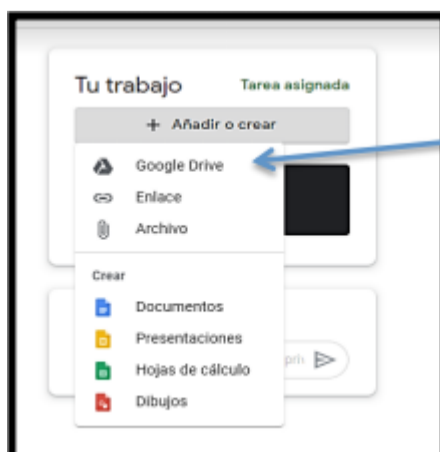 Tu trabajo Tarea asignada
+ Añadir o crear
Google Drive
Enlace
Archivo
Crear
Documentos
Presentaciones
Hojas de cálculo
Dibujos